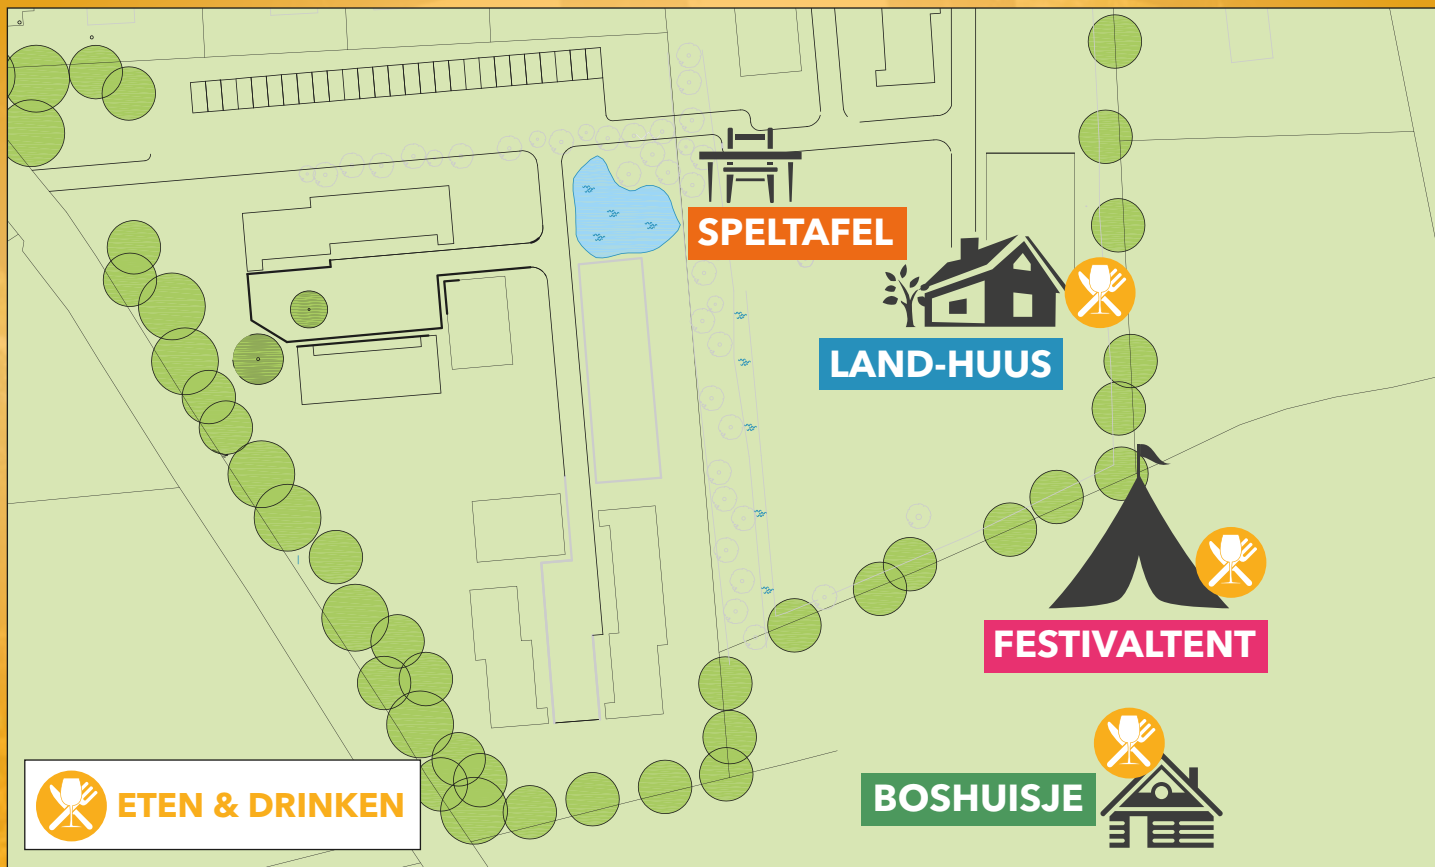 SPELTAFEL
LAND-HUUS
FESTIVALTENT
BOSHUISJE
ETEN & DRINKEN